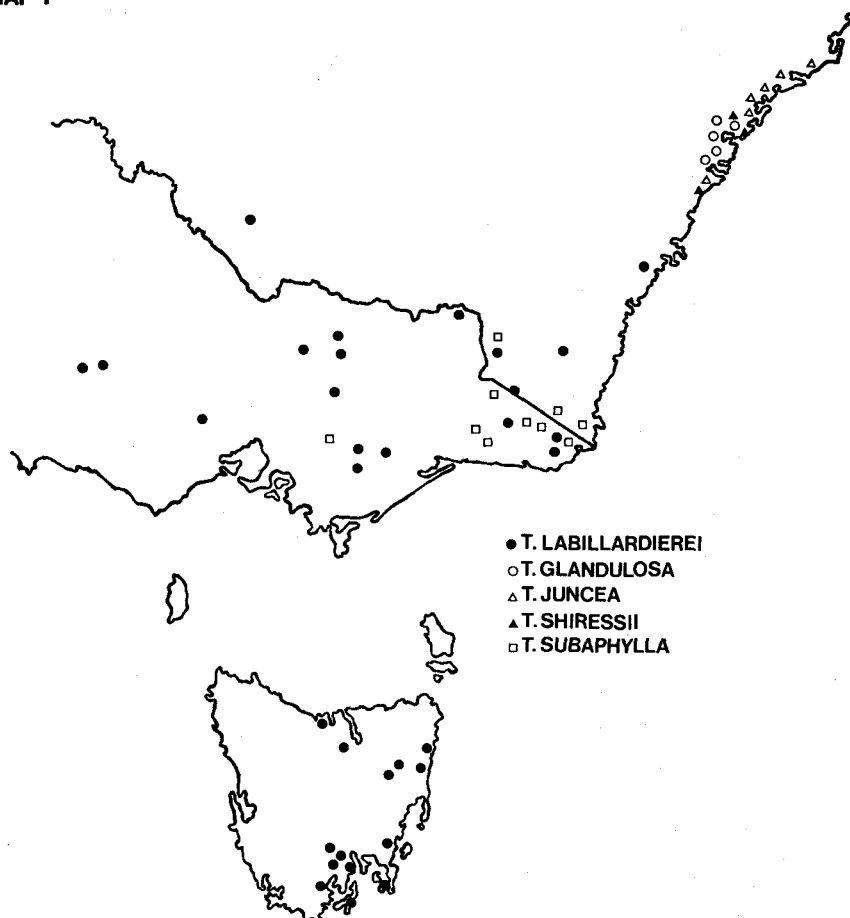 T. LABILLARDIEREI
T. GLANDULOSA
T. JUNCEA
T. SHIRESSII
T. SUBAPHYLLA